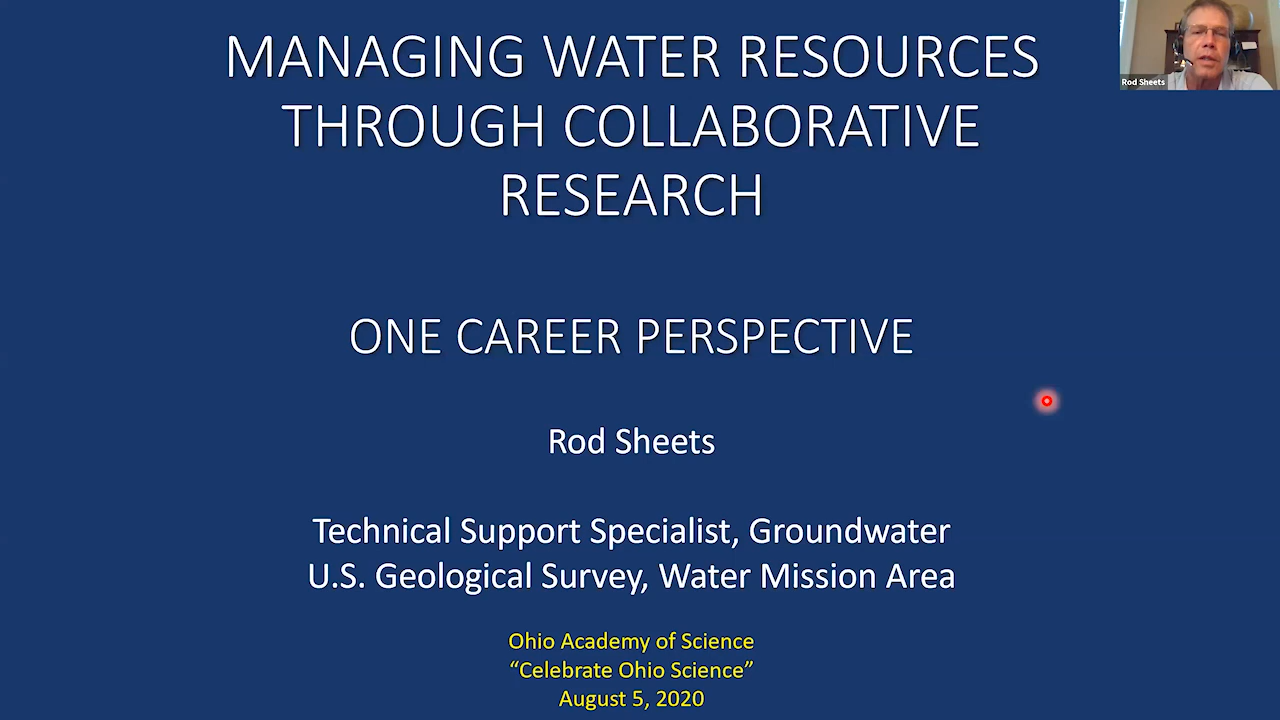 MANAGING WATER RESOURCES
THROUGH COLLABORATIVE
RESEARCH
ONE CAREER PERSPECTIVE
Rod Sheets
Technical Support Specialist, Groundwater
U.S. Geological Survey, Water Mission Area
Ohio Academy of Science
“Celebrate Ohio Science”
August 5, 2020
Rod Sheets